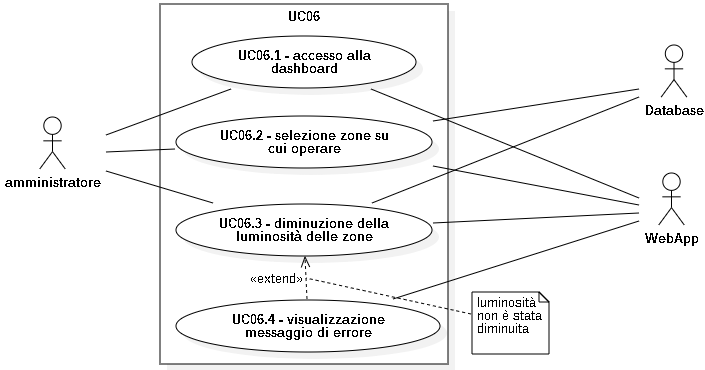 UC06
UC06.1 - accesso alla
dashboard
UC06.2 - selezione zone su
cui operare
Database
amministratore
UC06.3 - diminuzione della
luminosità delle zone
WebApp
«extend»
luminosità
non è stata
diminuita
UC06.4 - visualizzazione
messaggio di errore